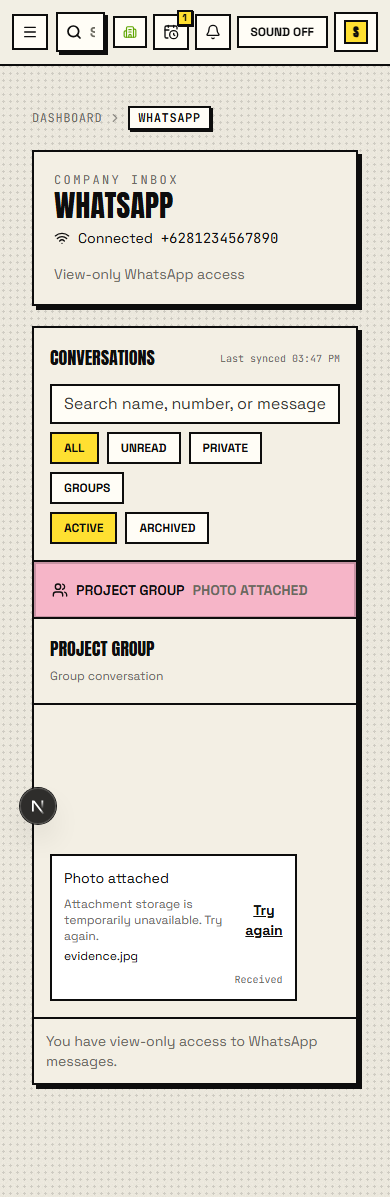 1
SOUND OFF
S
DASHBOARD > WHATSAPP
COMPANY INBOX
WHATSAPP
Connected +6281234567890
View-only WhatsApp access
CONVERSATIONS
Last synced 03:47 PM
Search name, number, or message
ALL UNREAD PRIVATE
GROUPS
ACTIVE ARCHIVED
PROJECT GROUP PHOTO ATTACHED
PROJECT GROUP
Group conversation
N
Photo attached
Attachment storage is
temporarily unavailable. Try
again.
Try
again
evidence.jpg
Received
You have view-only access to WhatsApp
messages.